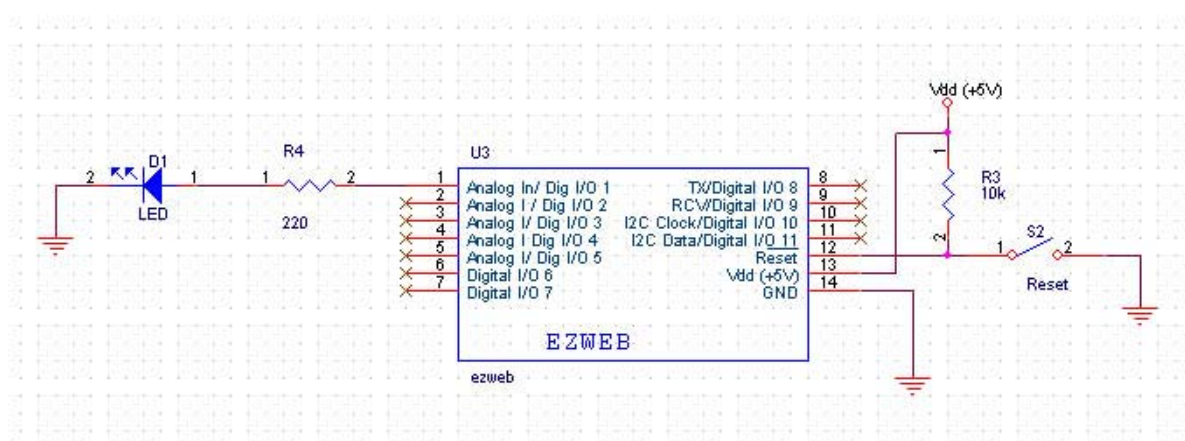 Vdd (+5V)
D1
2
1
LED
R4
1
2
220
U3
1
Analog In/ Dig I/O 1
2
Analog I / Dig I/O 2
3
Analog I/ Dig I/O 3
4
Analog I Dig I/O 4
5
Analog I/ Dig I/O 5
6
Digital I/O 6
7
Digital I/O 7
TX/Digital I/O 8
8
RCV/Digital I/O 9
9
I2C Clock/Digital I/O 10
10
I2C Data/Digital I/O 11
11
Reset
12
Vdd (+5V)
13
GND
14
EZWEB
ezweb
1
R3
10k
2
S2
1
2
Reset